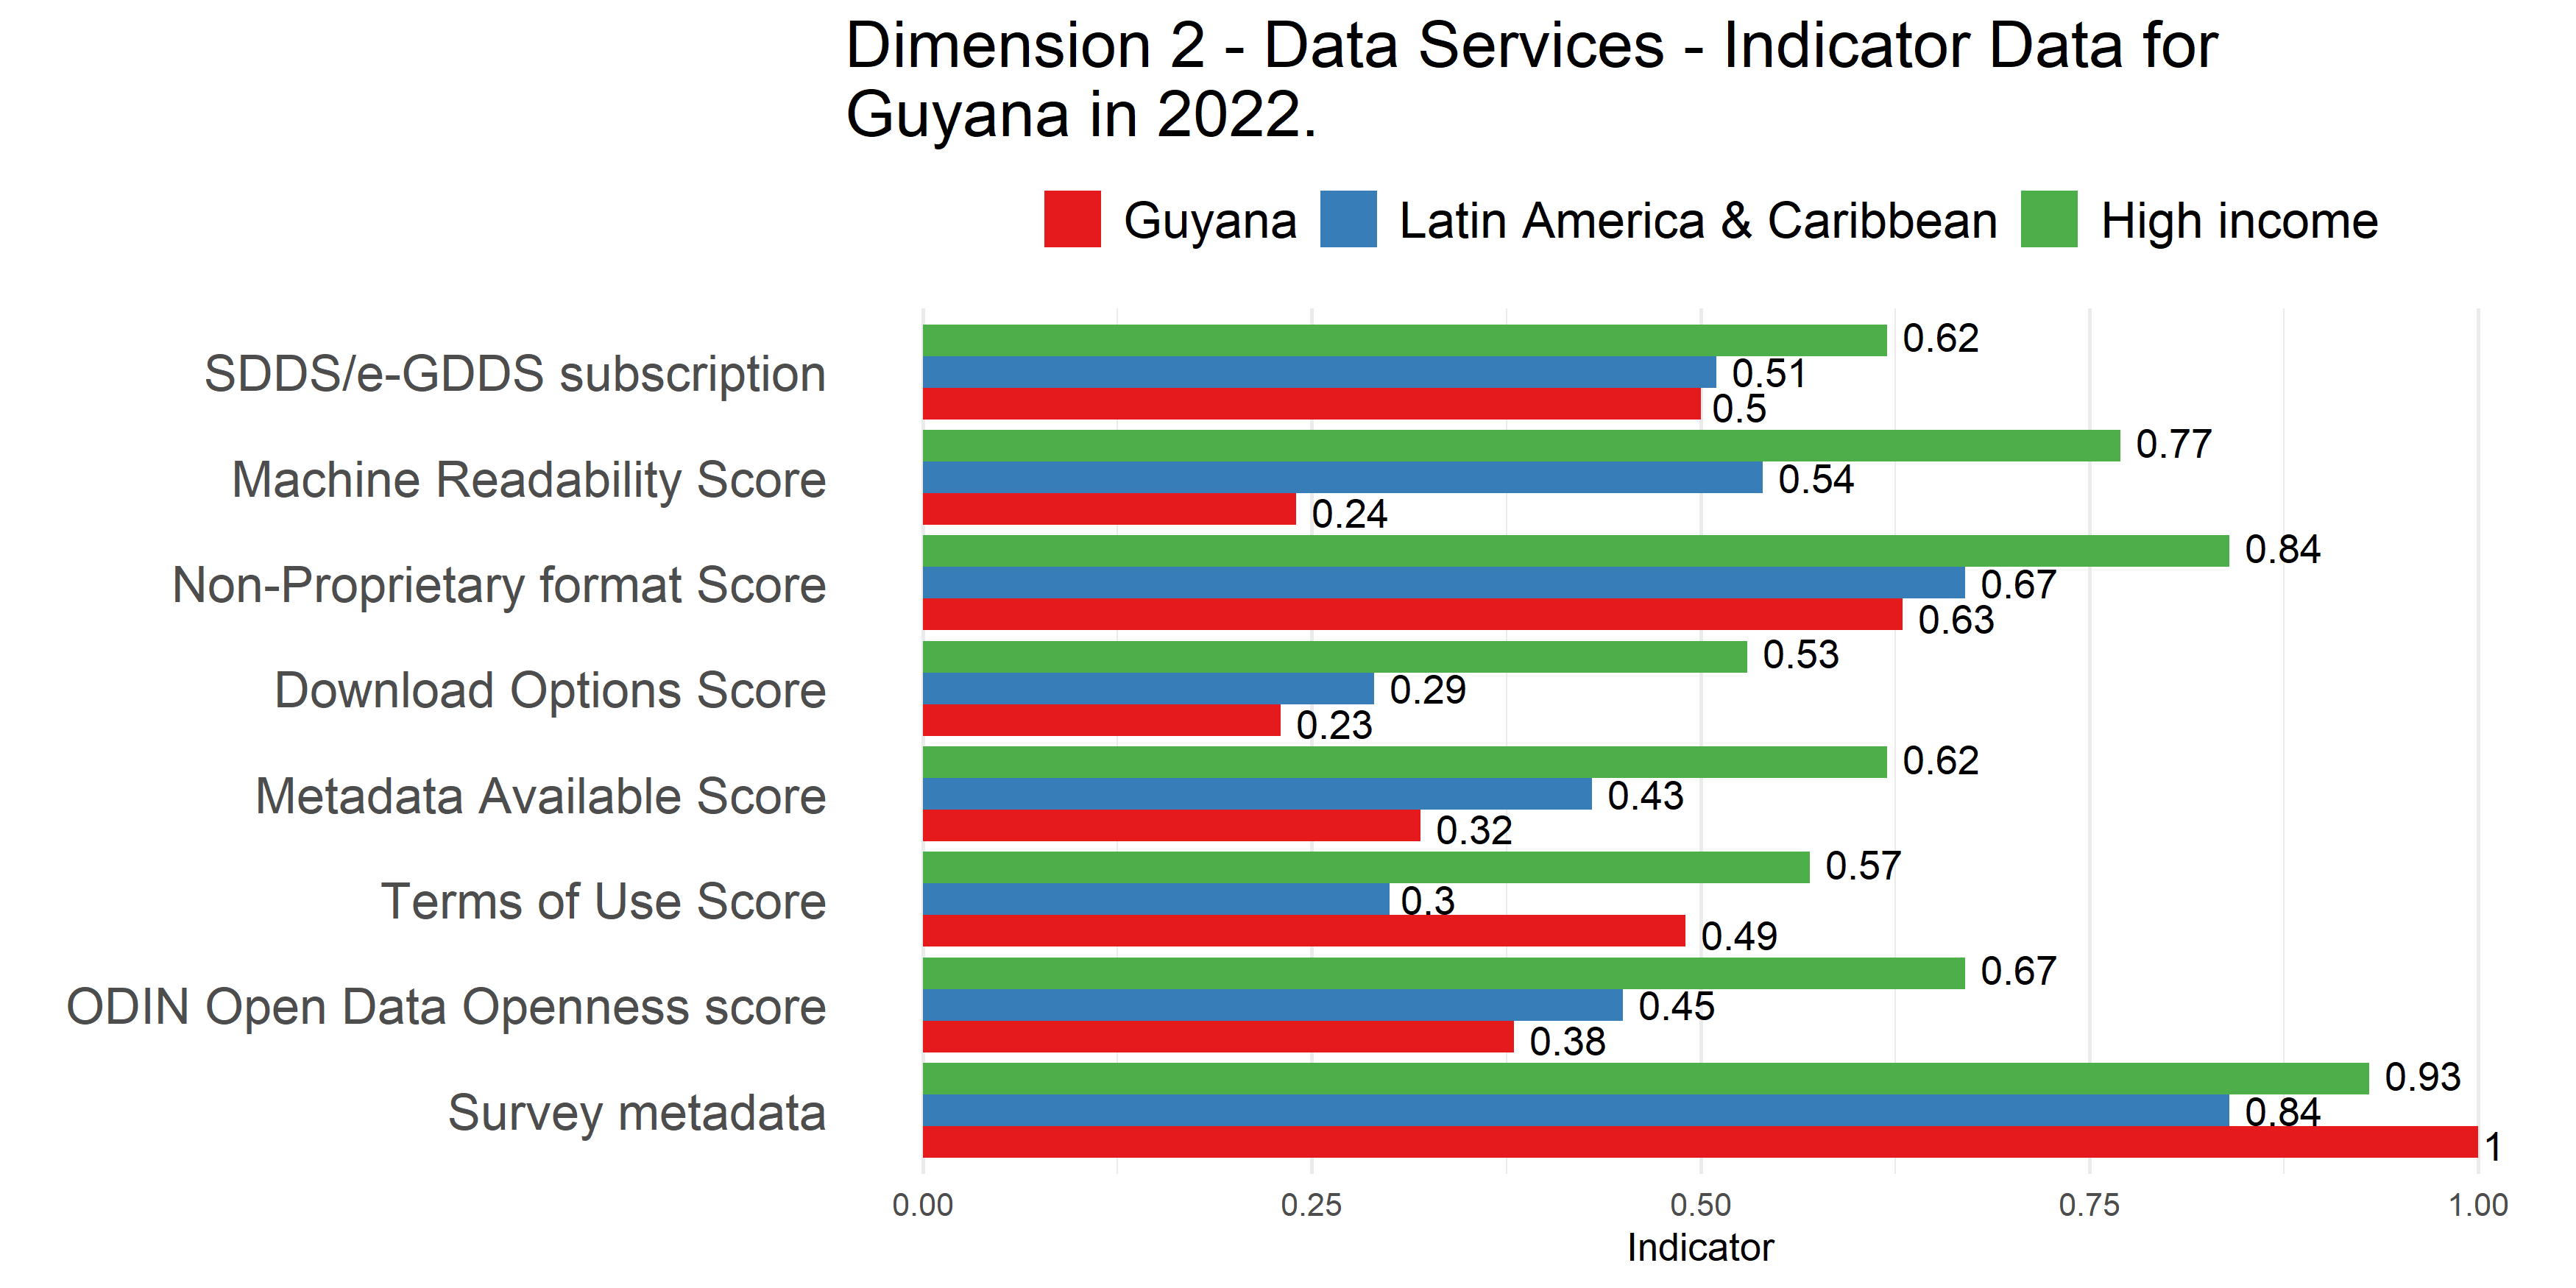 Dimension 2 - Data Services - Indicator Data for
Guyana in 2022.
Guyana Latin America & Caribbean High income
SDDS/e-GDDS subscription
0.62
0.51
0.5
Machine Readability Score
0.77
0.54
0.24
Non-Proprietary format Score
0.84
0.67
0.63
Download Options Score
0.53
0.29
0.23
Metadata Available Score
0.62
0.43
0.32
Terms of Use Score
0.57
0.3
0.49
ODIN Open Data Openness score
0.67
0.45
0.38
Survey metadata
0.93
0.84
1
0.00 0.25 0.50 0.75 1.00
Indicator